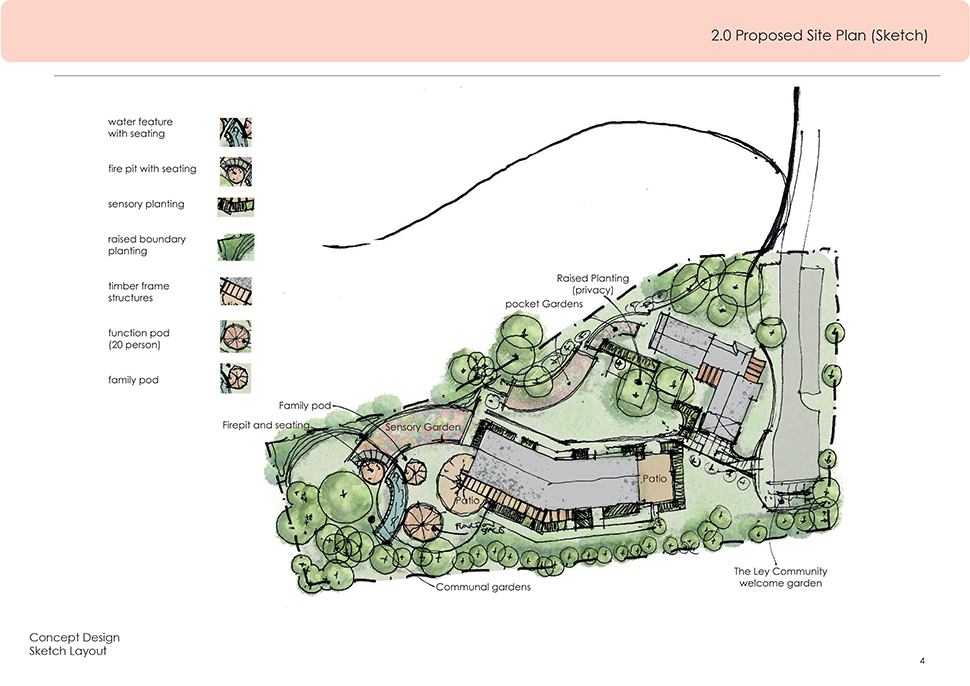 2.0 Proposed Site Plan (Sketch)
water feature
with seating
fire pit with seating
sensory planting
raised boundary
planting
timber frame
structures
function pod
(20 person)
family pod
Raised Planting
(privacy)
pocket Gardens
Family pod
Firepit and seating
Sensory Garden
Patio
Patio
Communal gardens
The Ley Community
welcome garden
Concept Design
Sketch Layout
4